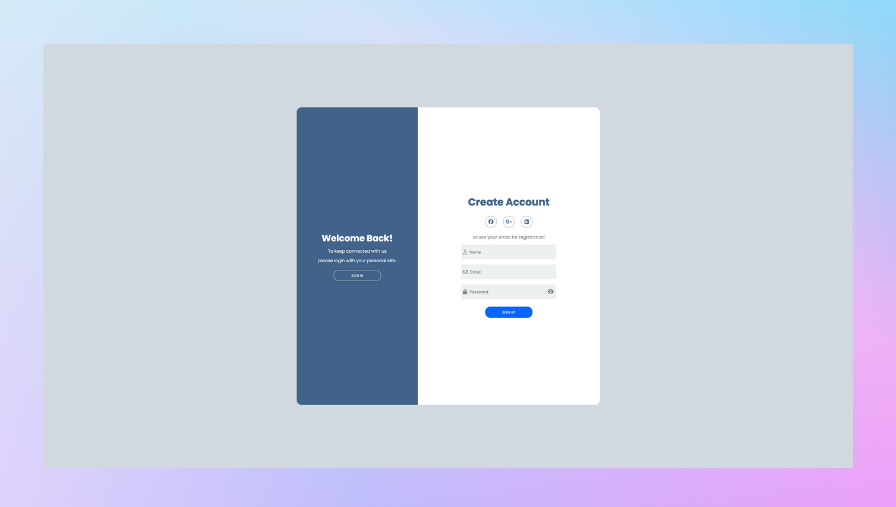 Welcome Back!
To keep connected with us
please login with your personal info.
SIGN IN
Create Account
G+
or use your email for registration:
Name
Email
Password
SIGN UP